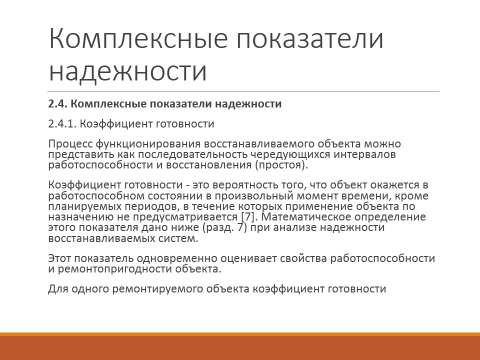 Комплексные показатели
надежности
2.4. Комплексные показатели надежности
2.4.1. Коэффициент готовности
Процесс функционирования восстанавливаемого объекта можно
представить как последовательность чередующихся интервалов
работоспособности и восстановления (простоя).
Коэффициент готовности - это вероятность того, что объект окажется в
работоспособном состоянии в произвольный момент времени, кроме
планируемых периодов, в течение которых применение объекта по
назначению не предусматривается [7]. Математическое определение
этого показателя дано ниже (разд. 7) при анализе надежности
восстанавливаемых систем.
Этот показатель одновременно оценивает свойства работоспособности
и ремонтопригодности объекта.
Для одного ремонтируемого объекта коэффициент готовности